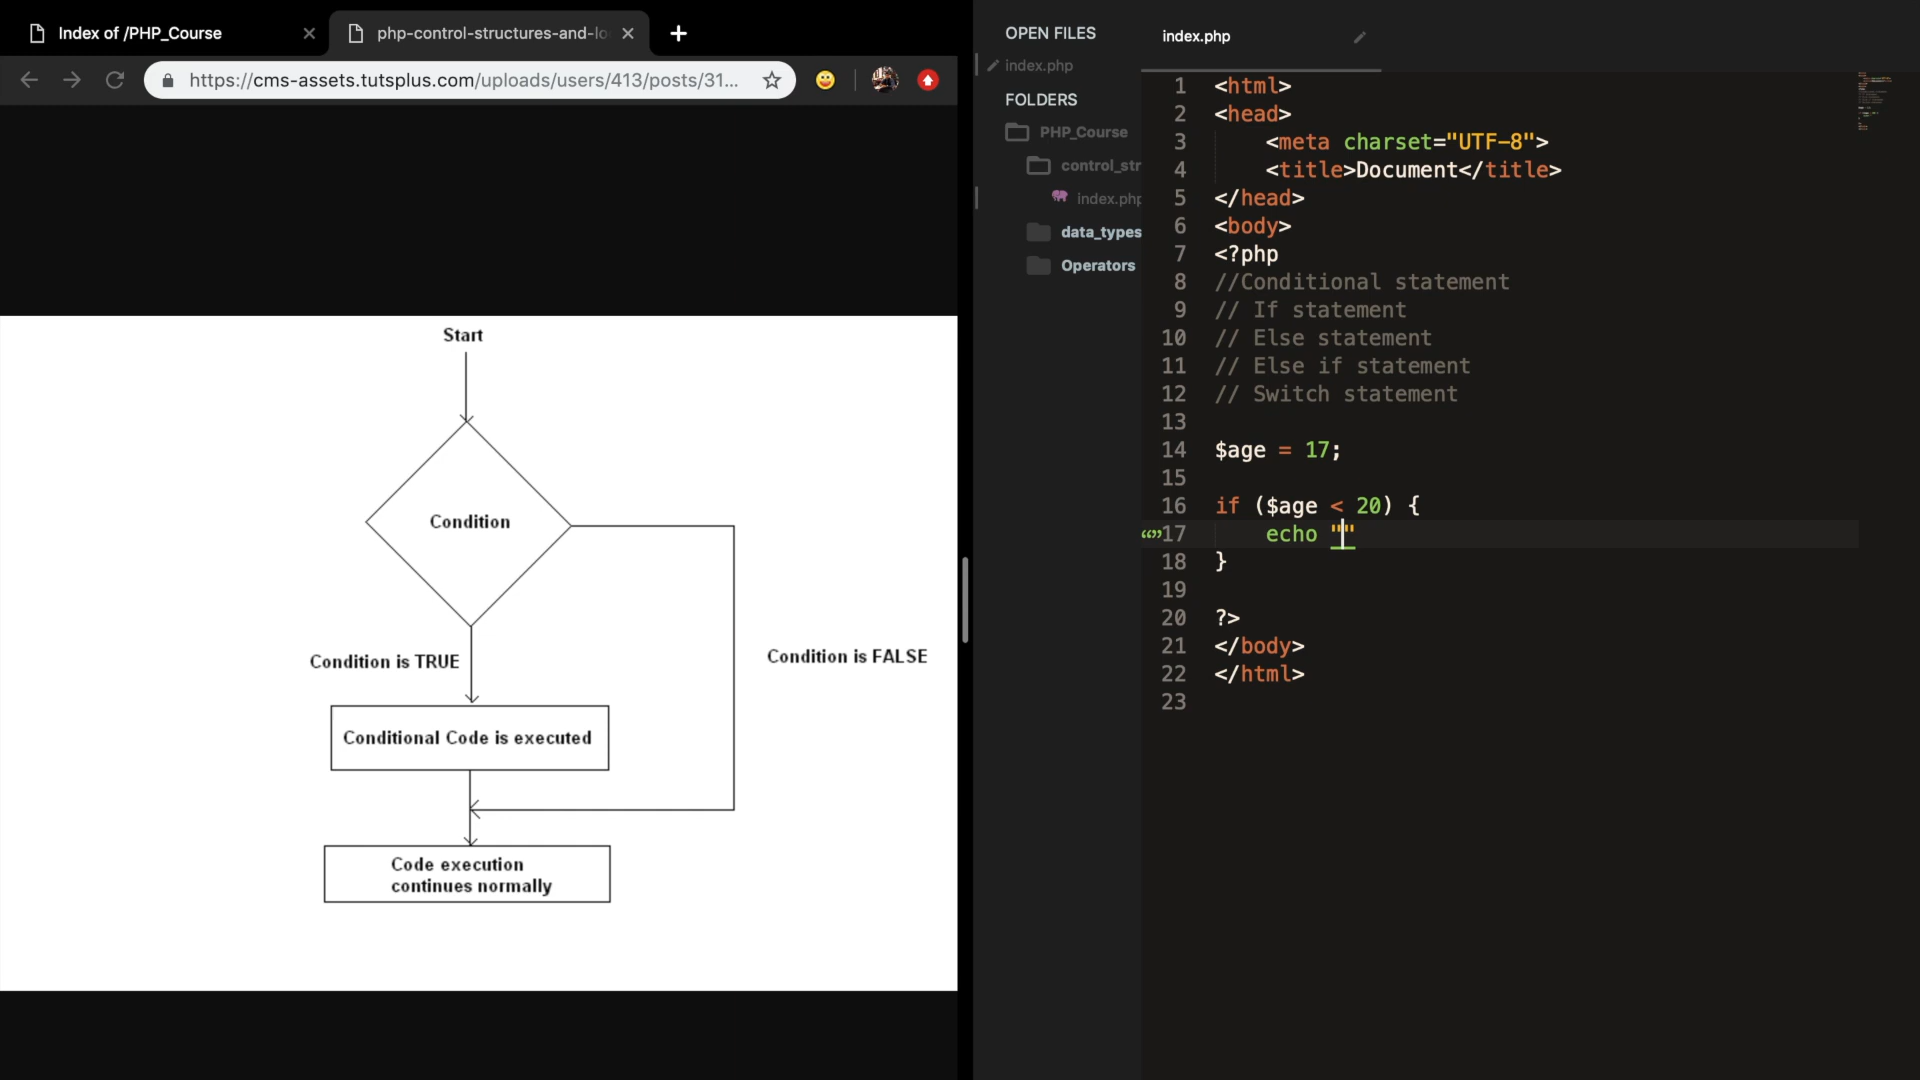 Index of /PHP_Course
php-control-structures-and-lo
https://cms-assets.tutsplus.com/uploads/users/413/posts/31...
Start
Condition
Condition is TRUE
Condition is FALSE
Conditional Code is executed
Code execution
continues normally
OPEN FILES
index.php
FOLDERS
PHP_Course
control_str
index.php
data_types
Operators
index.php
1 <html>
2 <head>
3 <meta charset="UTF-8">
4 <title>Document</title>
5 </head>
6 <body>
7 <?php
8 //Conditional statement
9 // If statement
10 // Else statement
11 // Else if statement
12 // Switch statement
13
14 $age = 17;
15
16 if ($age < 20) {
“”17 echo ""
18 }
19
20 ?>
21 </body>
22 </html>
23